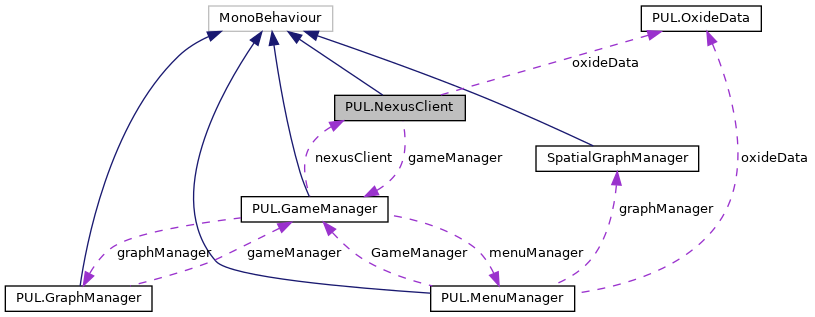 MonoBehaviour
PUL.OxideData
oxideData
PUL.NexusClient
nexusClient
gameManager
SpatialGraphManager
oxideData
PUL.GameManager
graphManager
graphManager
gameManager
GameManager
menuManager
PUL.GraphManager
PUL.MenuManager